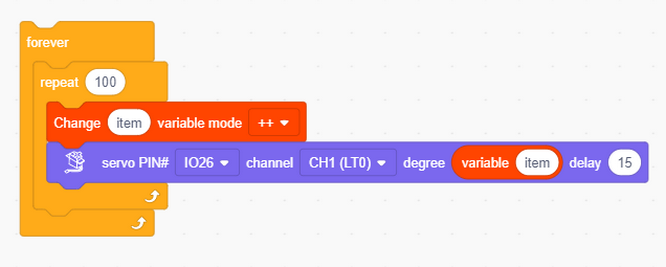 forever
repeat 100
Change item variable mode ++
servo PIN# IO26 channel CH1 (LT0) degree variable item delay 15